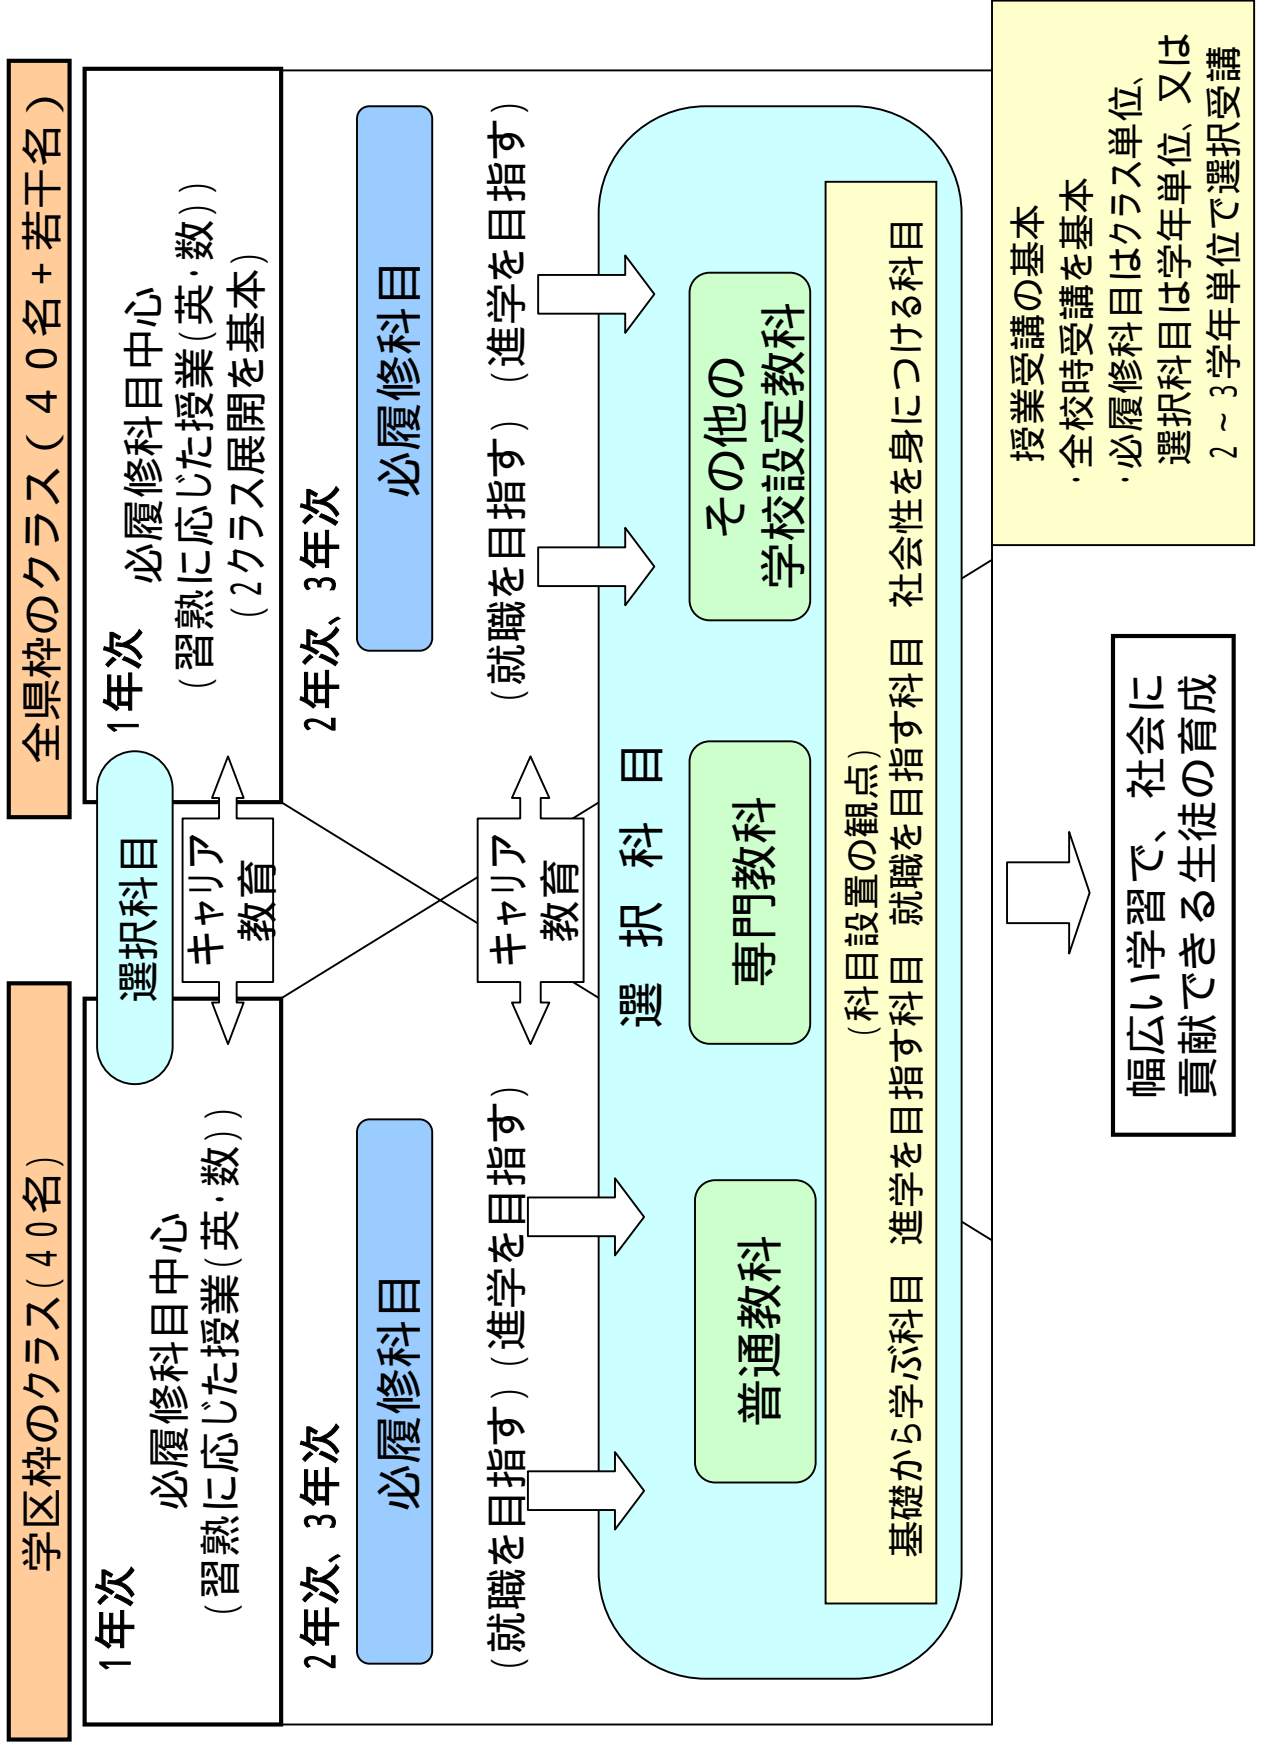 学区枠のクラス(４０名)
全県枠のクラス(４０名+若干名)
1年次
必履修科目中心
(習熟に応じた授業(英・数))
選択科目
キャリア
教育
1年次
必履修科目中心
(習熟に応じた授業(英・数))
(2クラス展開を基本)
2年次、3年次
必履修科目
(就職を目指す)(進学を目指す)
キャリア
教育
2年次、3年次
必履修科目
(就職を目指す) (進学を目指す)
選 択 科 目
普通教科
専門教科
その他の
学校設定教科
(科目設置の観点)
基礎から学ぶ科目 進学を目指す科目 就職を目指す科目 社会性を身につける科目
授業受講の基本
・全校時受講を基本
・必履修科目はクラス単位、
選択科目は学年単位、又は
2~3学年単位で選択受講
幅広い学習で、社会に
貢献できる生徒の育成